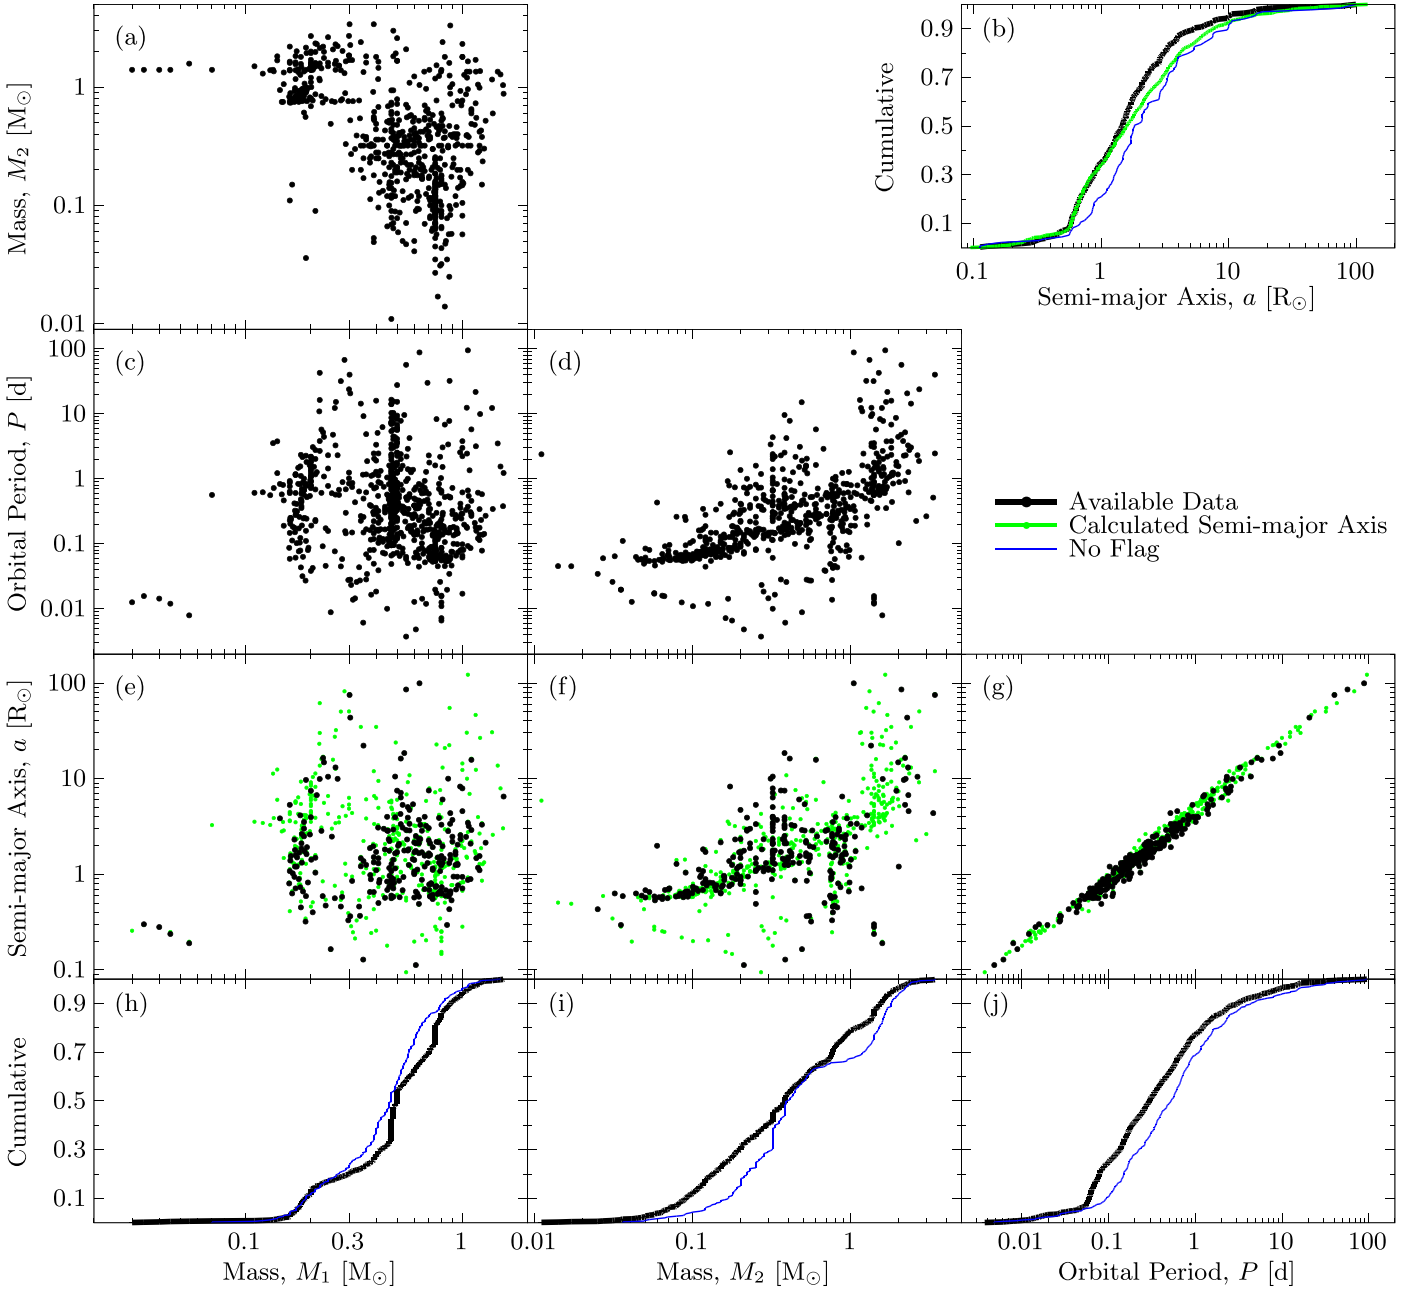 (a)
Mass, M₂ [M⊙]
1
0.1
0.01
(b)
Cumulative
0.9
0.7
0.5
0.3
0.1
0.1 1 10 100
Semi-major Axis, a [R⊙]
(c)
Orbital Period, P [d]
100
10
1
0.1
0.01
(d)
Available Data
Calculated Semi-major Axis
No Flag
(e)
Semi-major Axis, a [R⊙]
100
10
1
0.1
(f)
(g)
(h)
Cumulative
0.9
0.7
0.5
0.3
0.1
(i)
(j)
0.1 0.3 1
Mass, M₁ [M⊙]
0.01 0.1 1
Mass, M₂ [M⊙]
0.01 0.1 1 10 100
Orbital Period, P [d]